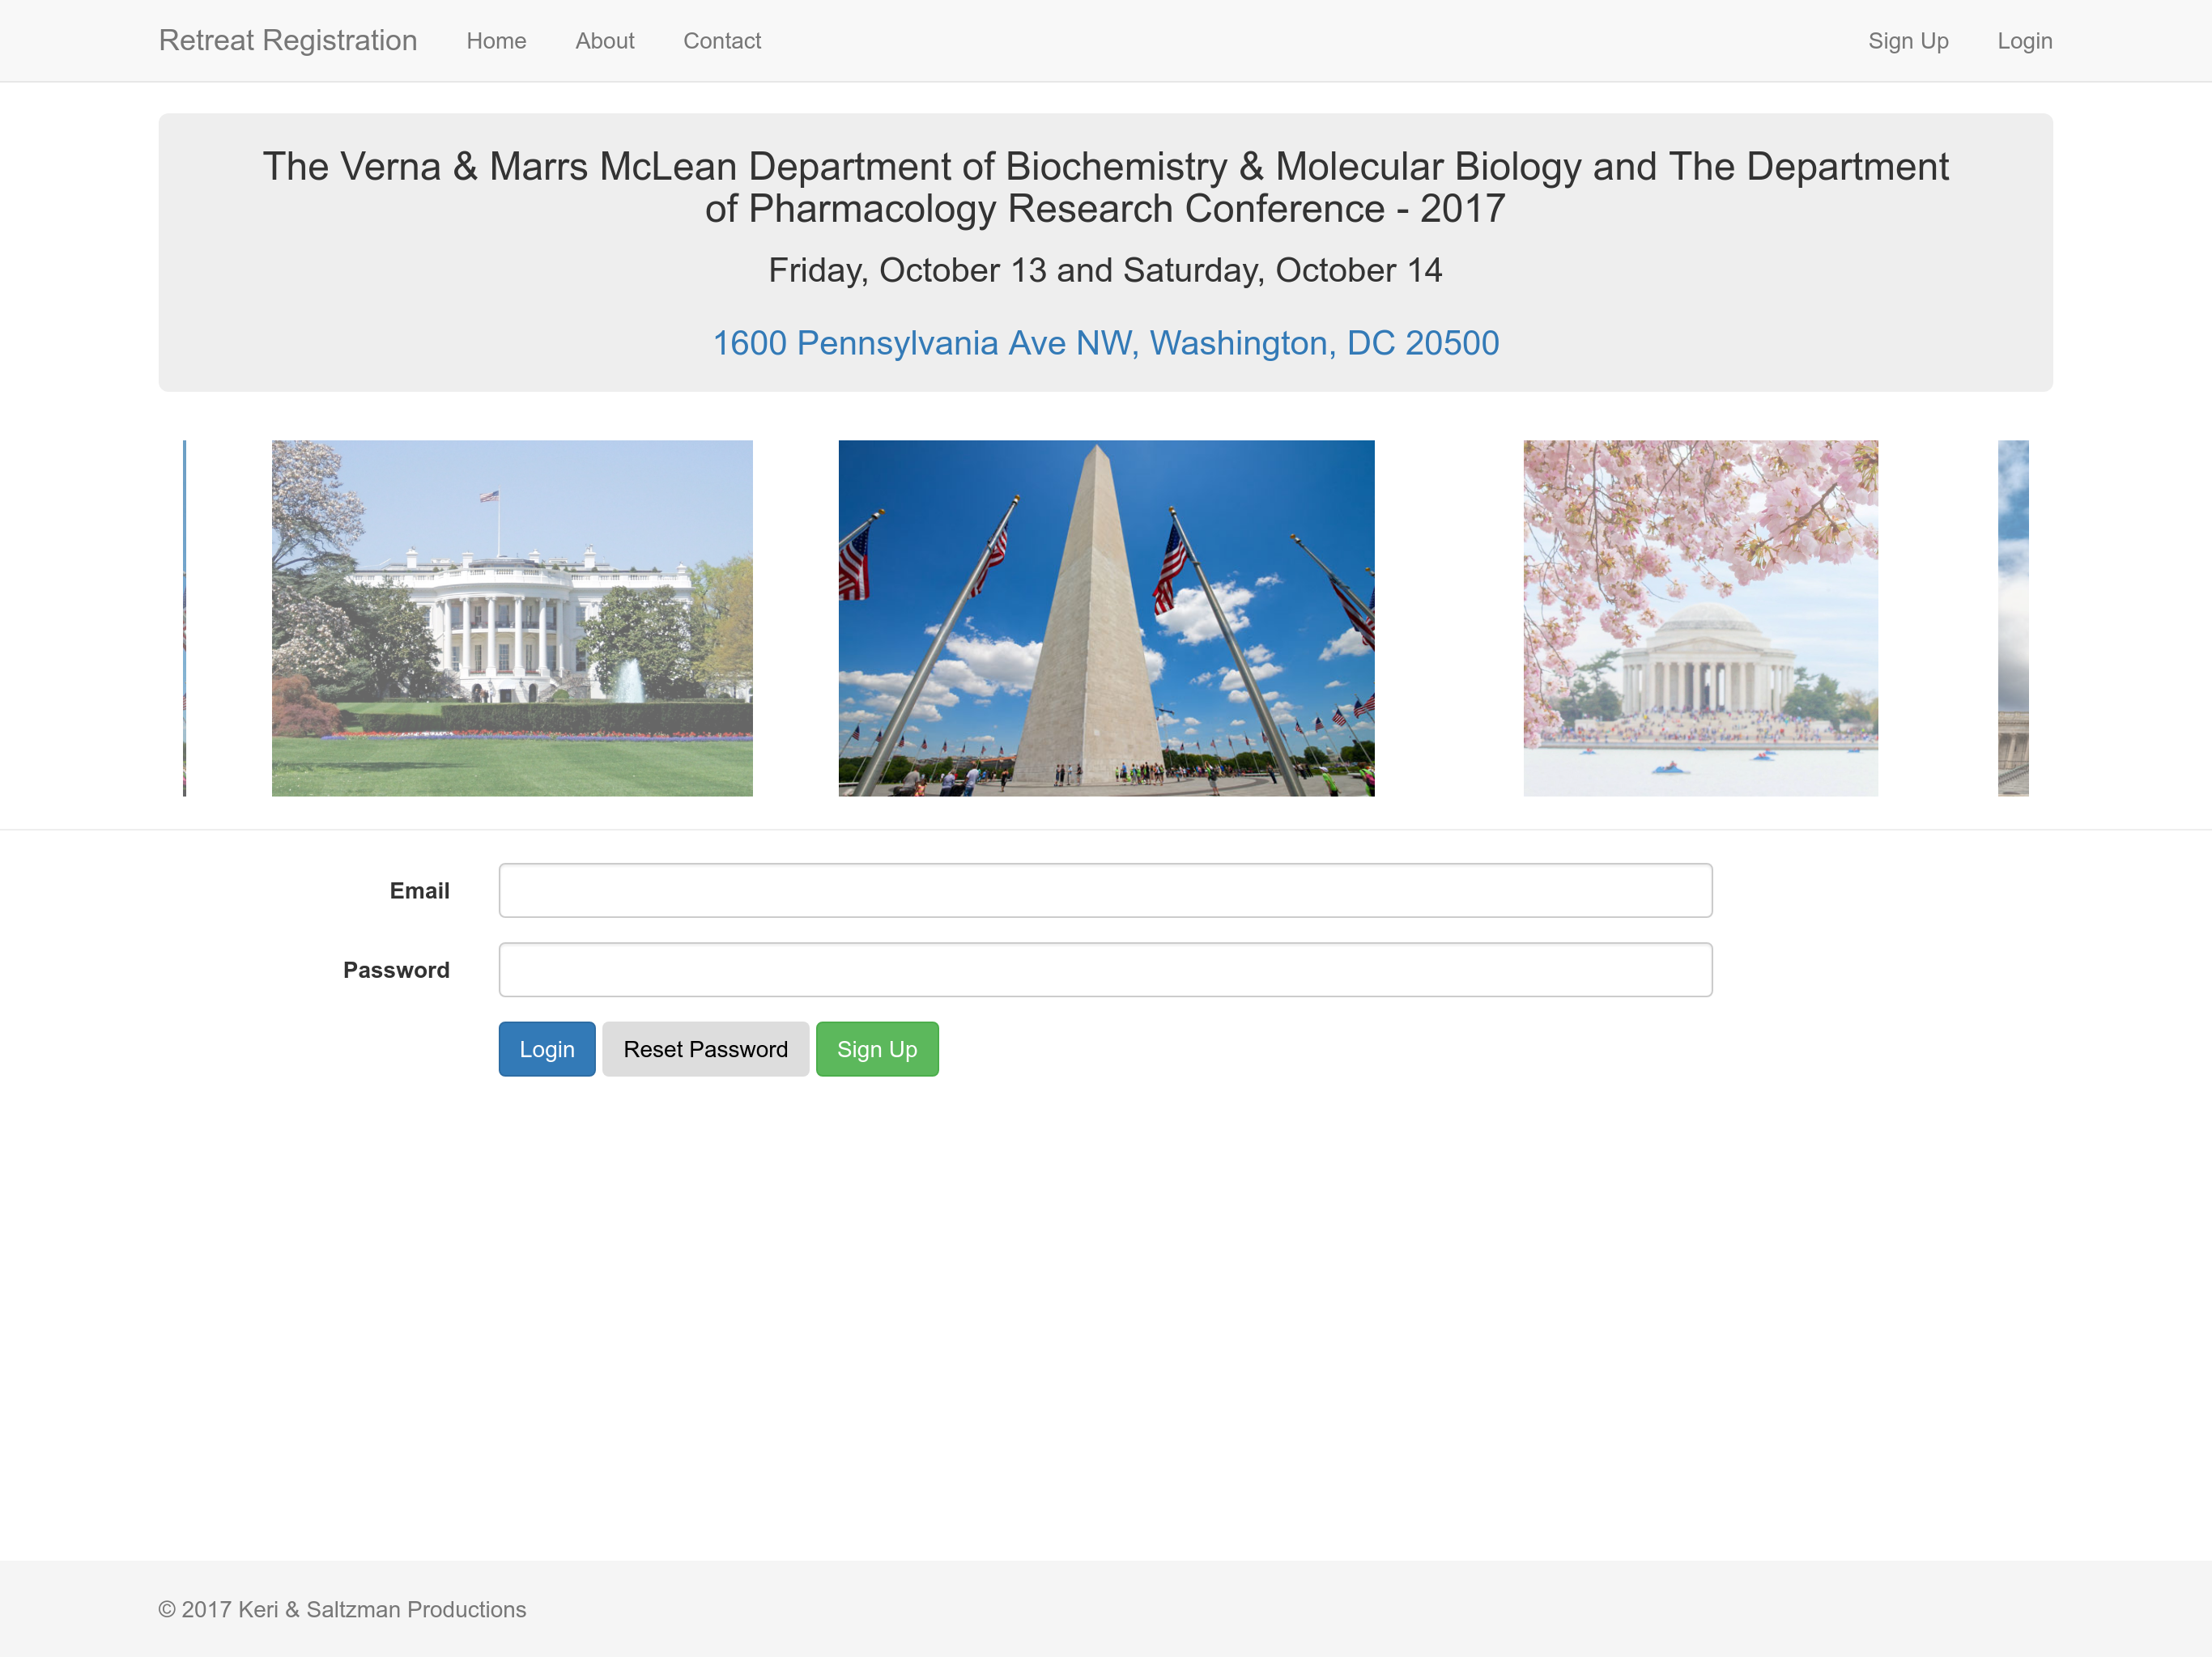 Retreat Registration Home About Contact Sign Up Login
The Verna & Marrs McLean Department of Biochemistry & Molecular Biology and The Department
of Pharmacology Research Conference - 2017
Friday, October 13 and Saturday, October 14
1600 Pennsylvania Ave NW, Washington, DC 20500
Email
Password
Login Reset Password Sign Up
© 2017 Keri & Saltzman Productions